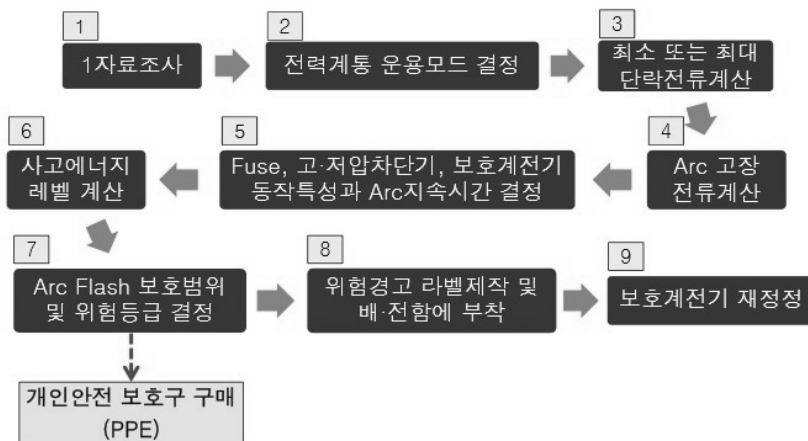 1
1자료조사
2
전력계통 운용모드 결정
3
최소 또는 최대
단락전류계산
4
Arc 고장
전류계산
5
Fuse, 고·저압차단기, 보호계전기
동작특성과 Arc지속시간 결정
6
사고에너지
레벨 계산
7
Arc Flash 보호범위
및 위험등급 결정
8
위험경고 라벨제작 및
배·전함에 부착
9
보호계전기 재정정
개인안전 보호구 구매
(PPE)